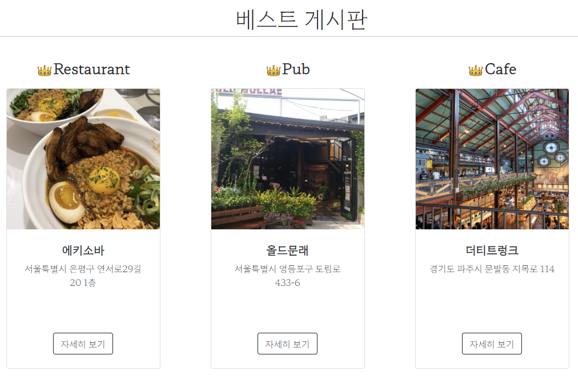 베스트 게시판
Restaurant
Pub
Cafe
OLD MULLAE
에키소바
서울특별시 은평구 연서로29길
20 1층
올드문래
서울특별시 영등포구 도림로
433-6
더티트렁크
경기도 파주시 문발동 지목로 114
자세히 보기
자세히 보기
자세히 보기